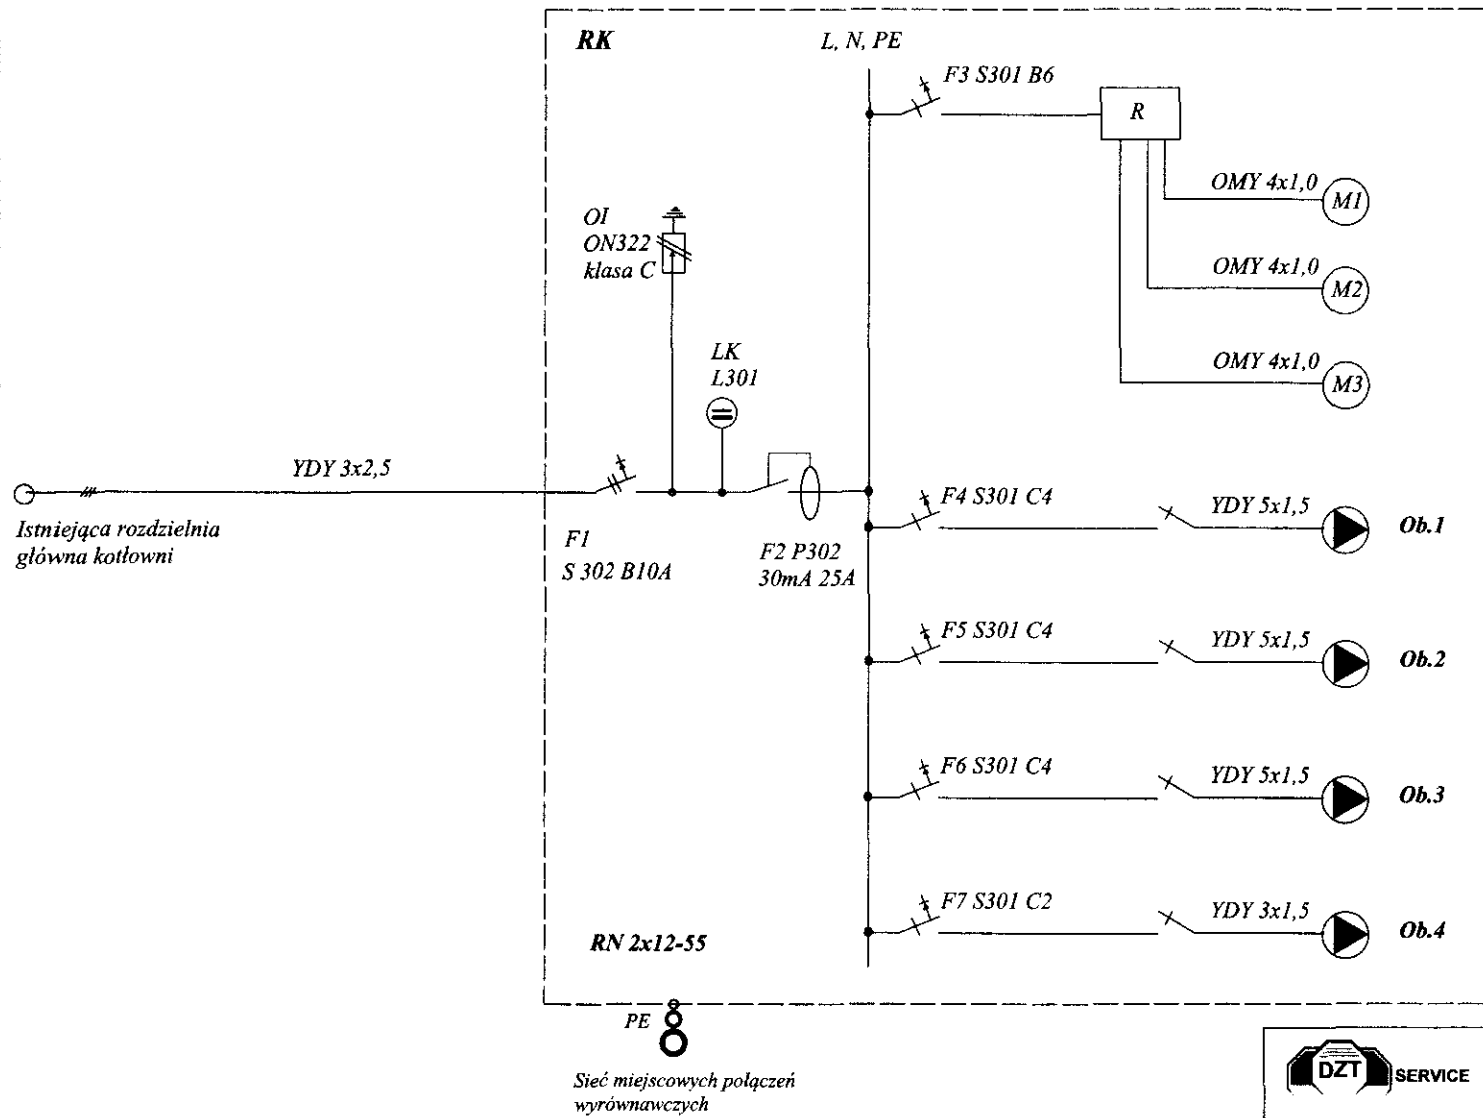 RK
L, N, PE
F3 S301 B6
R
OMY 4x1,0
M1
OI
ON322
klasa C
OMY 4x1,0
M2
LK
L301
OMY 4x1,0
M3
YDY 3x2,5
Istniejąca rozdzielnia
główna kotłowni
F1
S 302 B10A
F2 P302
30mA 25A
F4 S301 C4
YDY 5x1,5
Ob.1
F5 S301 C4
YDY 5x1,5
Ob.2
F6 S301 C4
YDY 5x1,5
Ob.3
F7 S301 C2
YDY 3x1,5
Ob.4
RN 2x12-55
PE
Sieć miejscowych połączeń
wyrównawczych
DZT SERVICE